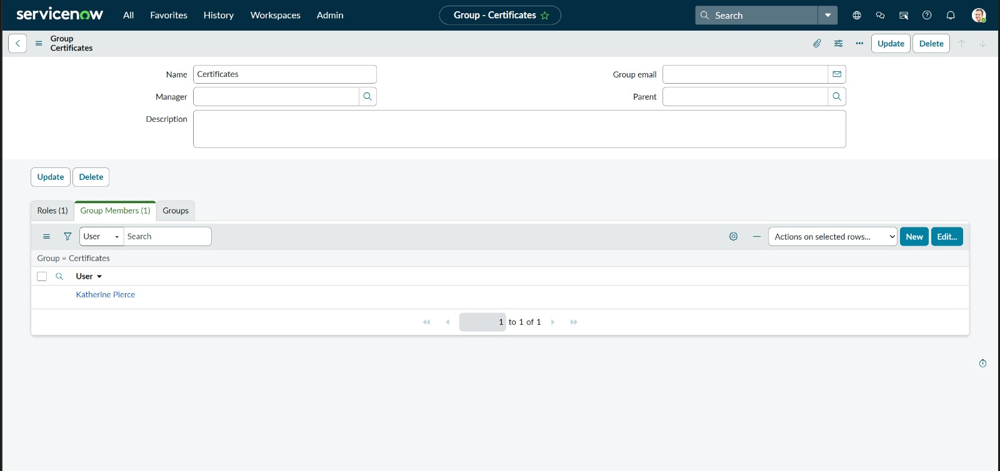 servicenow All Favorites History Workspaces Admin Group - Certificates Search
Group
Certificates
Update Delete
Name Certificates Group email
Manager Parent
Description
Update Delete
Roles (1) Group Members (1) Groups
User Search Actions on selected rows... New Edit...
Group = Certificates
User
Katherine Pierce
1 to 1 of 1